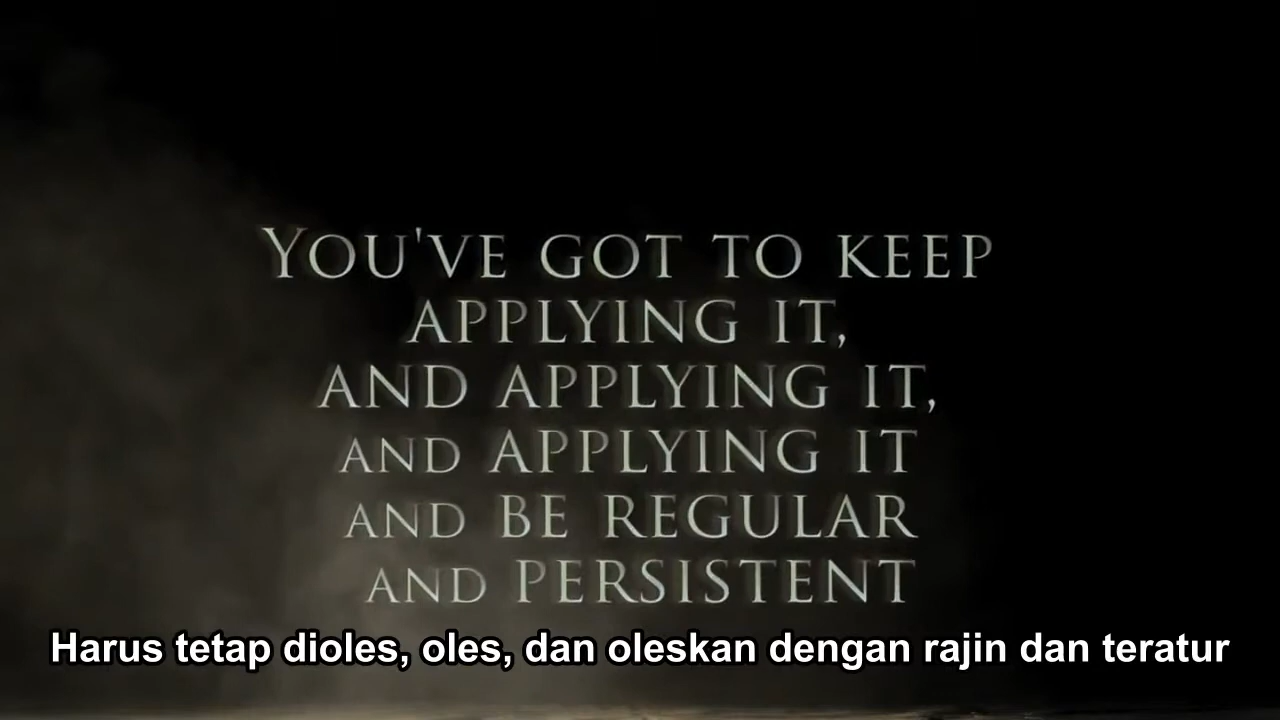 You've got to keep
applying it,
and applying it,
and applying it
and be regular
and persistent
Harus tetap dioles, oles, dan oleskan dengan rajin dan teratur